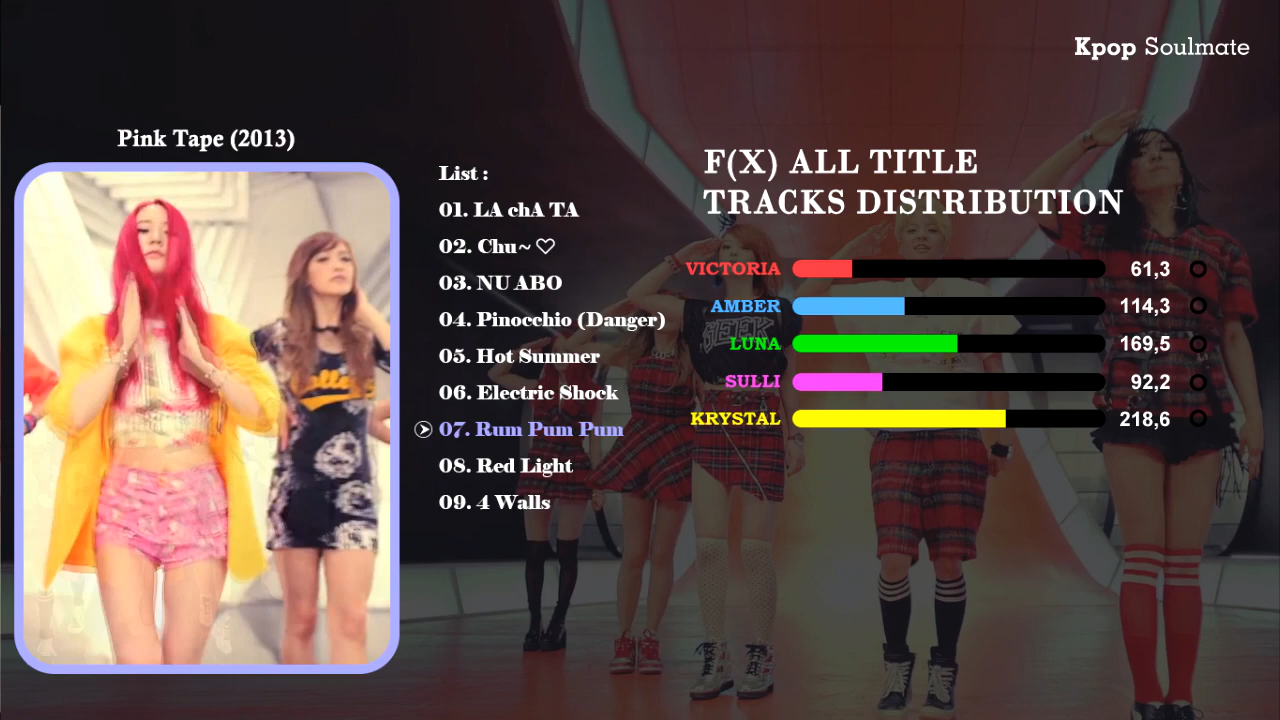 Kpop Soulmate
Pink Tape (2013)
List :
01. LA chA TA
02. Chu~ ♡
03. NU ABO
04. Pinocchio (Danger)
05. Hot Summer
06. Electric Shock
07. Rum Pum Pum
08. Red Light
09. 4 Walls
F(X) ALL TITLE
TRACKS DISTRIBUTION
VICTORIA 61,3
AMBER 114,3
LUNA 169,5
SULLI 92,2
KRYSTAL 218,6
GEEK